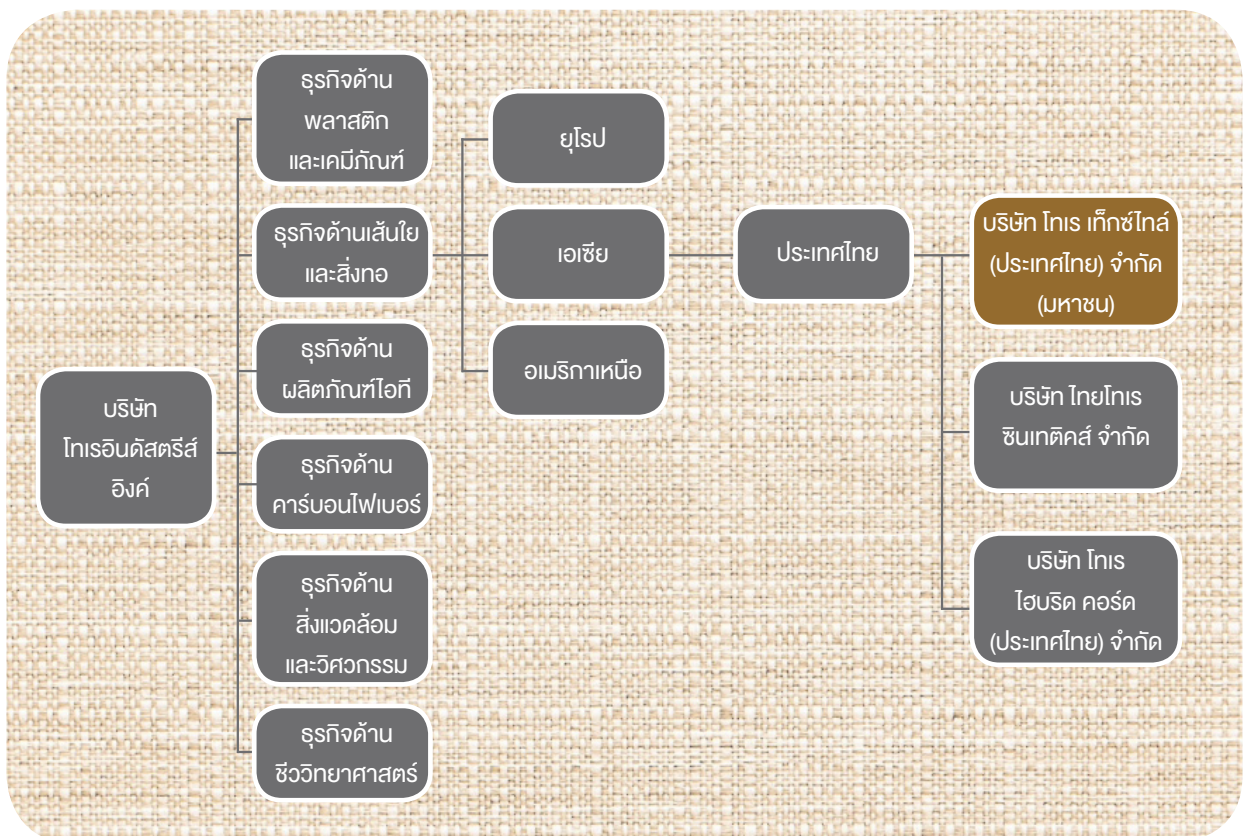 ธุรกิจด้าน
พลาสติก
และเคมีภัณฑ์
ธุรกิจด้านเส้นใย
และสิ่งทอ
ธุรกิจด้าน
ผลิตภัณฑ์ไอที
ธุรกิจด้าน
คาร์บอนไฟเบอร์
ธุรกิจด้าน
สิ่งแวดล้อม
และวิศวกรรม
ธุรกิจด้าน
ชีววิทยาศาสตร์
บริษัท
โทเรอินดัสตรีส์
อิงค์
ยุโรป
เอเซีย
อเมริกาเหนือ
ประเทศไทย
บริษัท โทเร เท็กซ์ไทล์
(ประเทศไทย) จำกัด
(มหาชน)
บริษัท ไทยโทเร
ซินเทติคส์ จำกัด
บริษัท โทเร
ไฮบริด คอร์ด
(ประเทศไทย) จำกัด